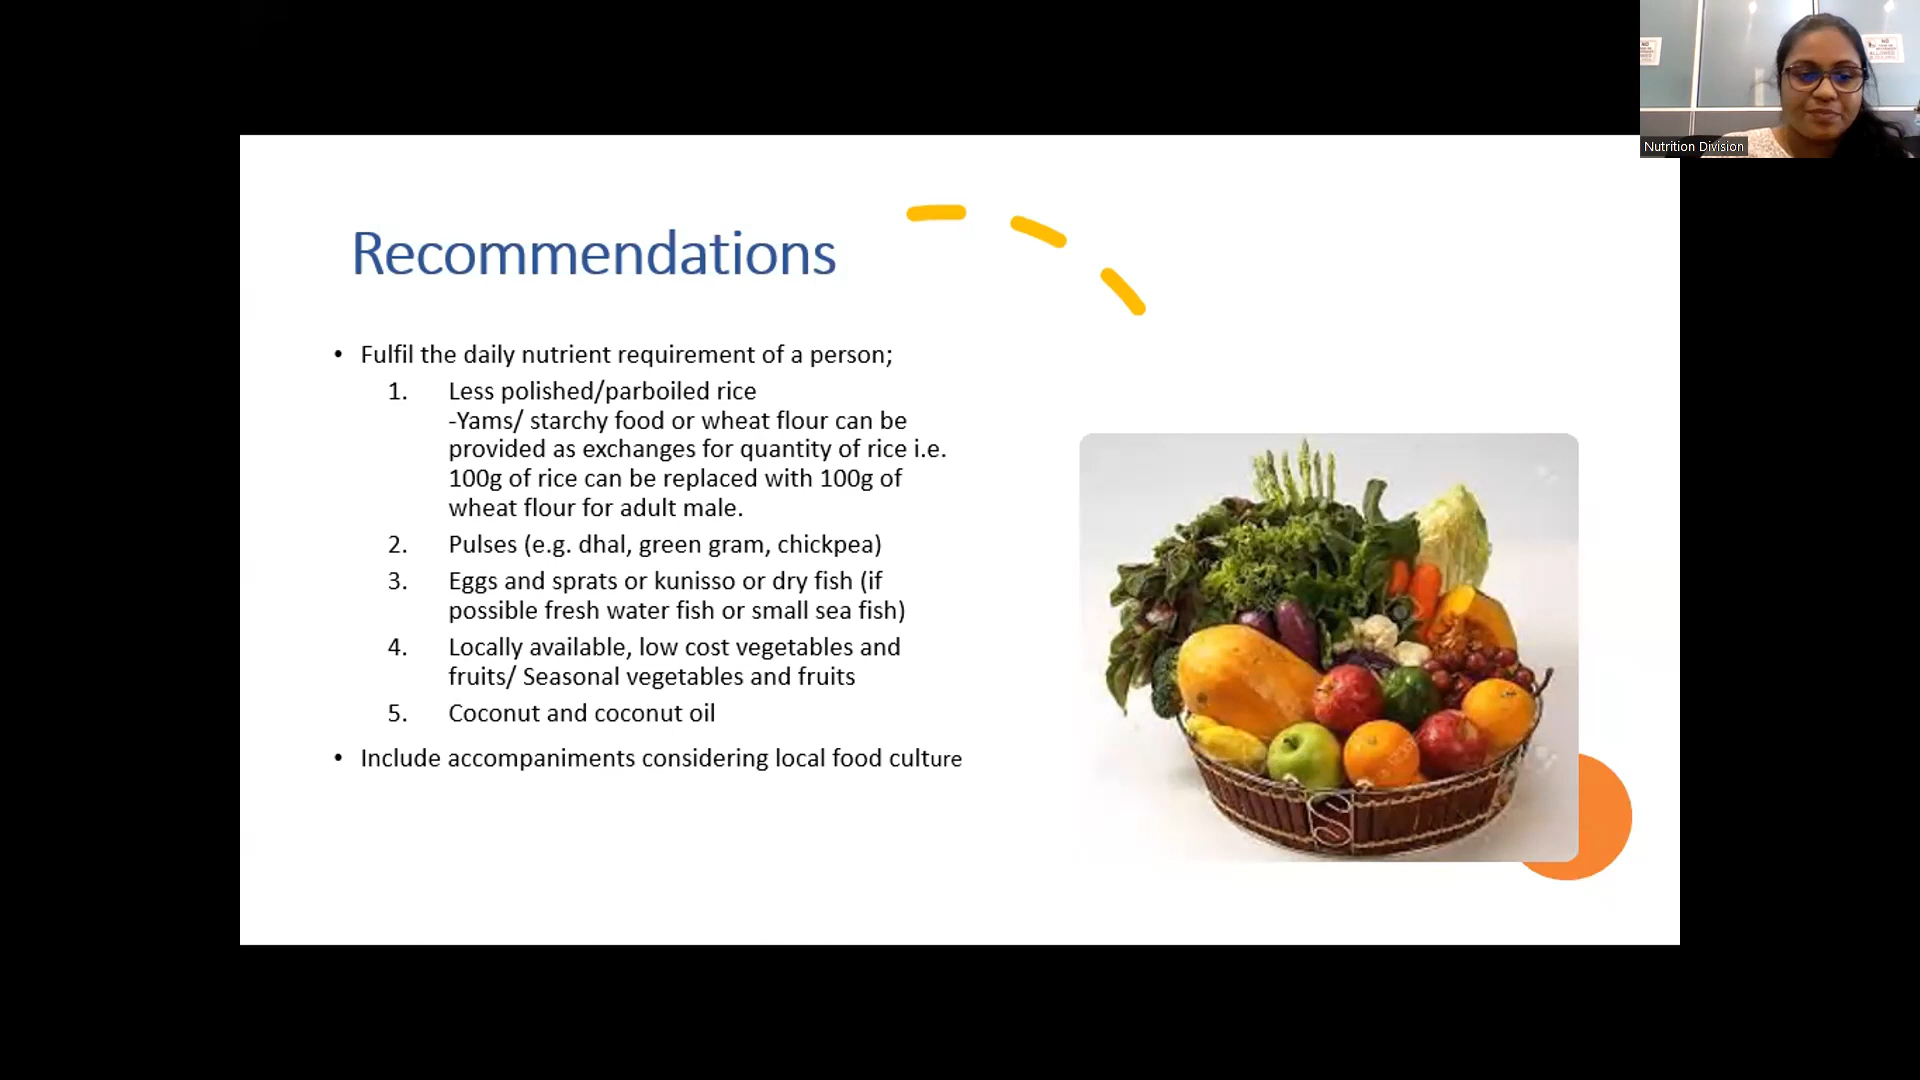 NO
ALLOWED
Nutrition Division
Recommendations
• Fulfil the daily nutrient requirement of a person;
1. Less polished/parboiled rice
-Yams/ starchy food or wheat flour can be
provided as exchanges for quantity of rice i.e.
100g of rice can be replaced with 100g of
wheat flour for adult male.
2. Pulses (e.g. dhal, green gram, chickpea)
3. Eggs and sprats or kunisso or dry fish (if
possible fresh water fish or small sea fish)
4. Locally available, low cost vegetables and
fruits/ Seasonal vegetables and fruits
5. Coconut and coconut oil
• Include accompaniments considering local food culture